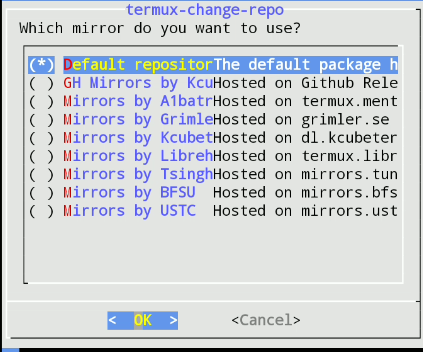 termux-change-repo
Which mirror do you want to use?
(*) Default repositorThe default package h
( ) GH Mirrors by KcuHosted on Github Rele
( ) Mirrors by A1batrHosted on termux.ment
( ) Mirrors by GrimleHosted on grimler.se
( ) Mirrors by KcubetHosted on dl.kcubeter
( ) Mirrors by LibrehHosted on termux.libr
( ) Mirrors by TsinghHosted on mirrors.tun
( ) Mirrors by BFSU Hosted on mirrors.bfs
( ) Mirrors by USTC Hosted on mirrors.ust
< OK > <Cancel>